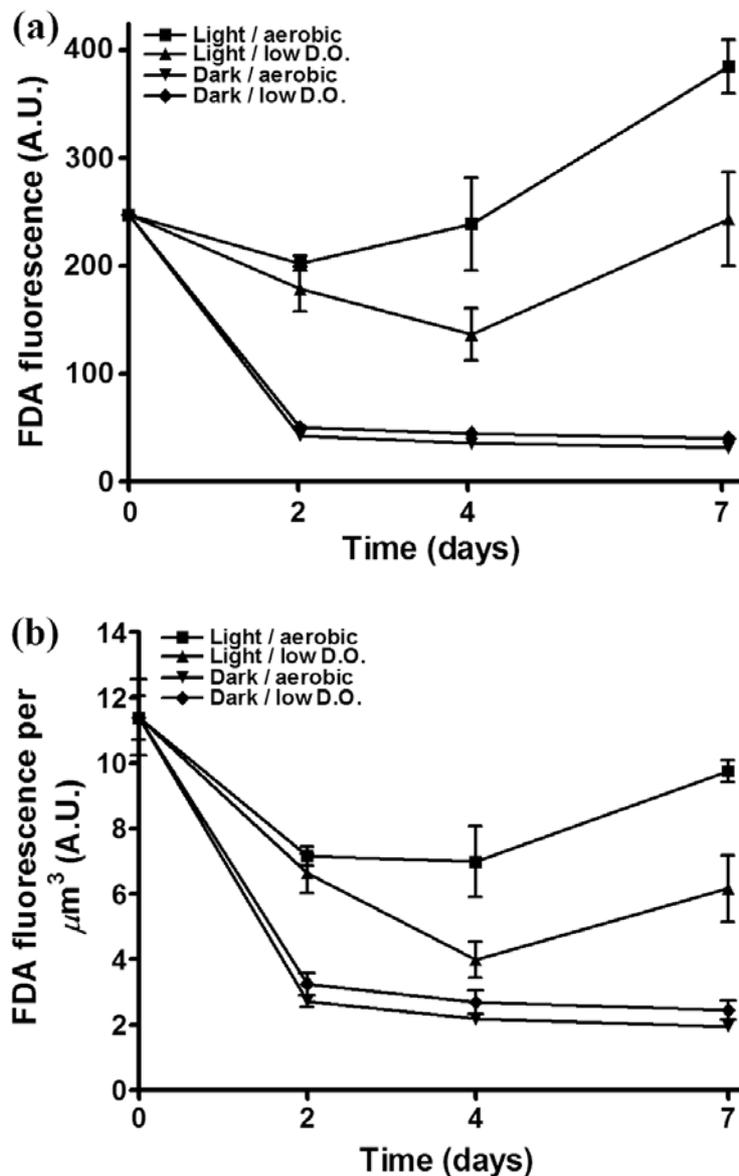 (a)
Light / aerobic
Light / low D.O.
Dark / aerobic
Dark / low D.O.
FDA fluorescence (A.U.)
400
300
200
100
0
0 2 4 7
Time (days)
(b)
Light / aerobic
Light / low D.O.
Dark / aerobic
Dark / low D.O.
FDA fluorescence per
μm³ (A.U.)
14
12
10
8
6
4
2
0
0 2 4 7
Time (days)